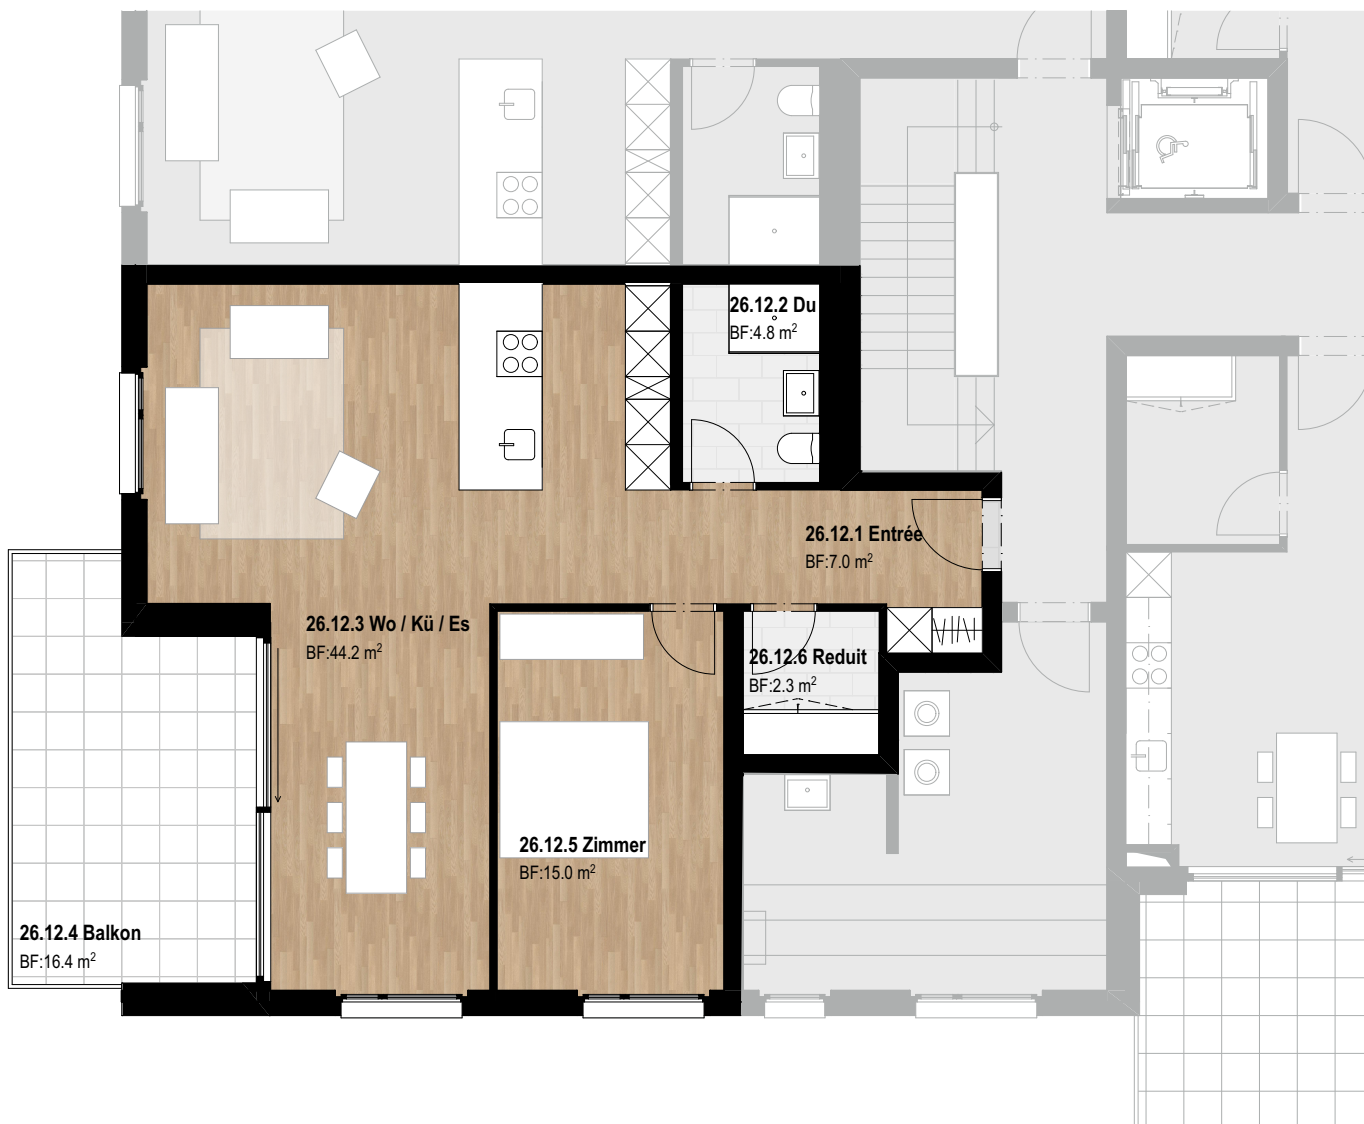 26.12.2 Du
BF:4.8 m²
26.12.1 Entrée
BF:7.0 m²
26.12.3 Wo / Kü / Es
BF:44.2 m²
26.12.6 Reduit
BF:2.3 m²
26.12.5 Zimmer
BF:15.0 m²
26.12.4 Balkon
BF:16.4 m²